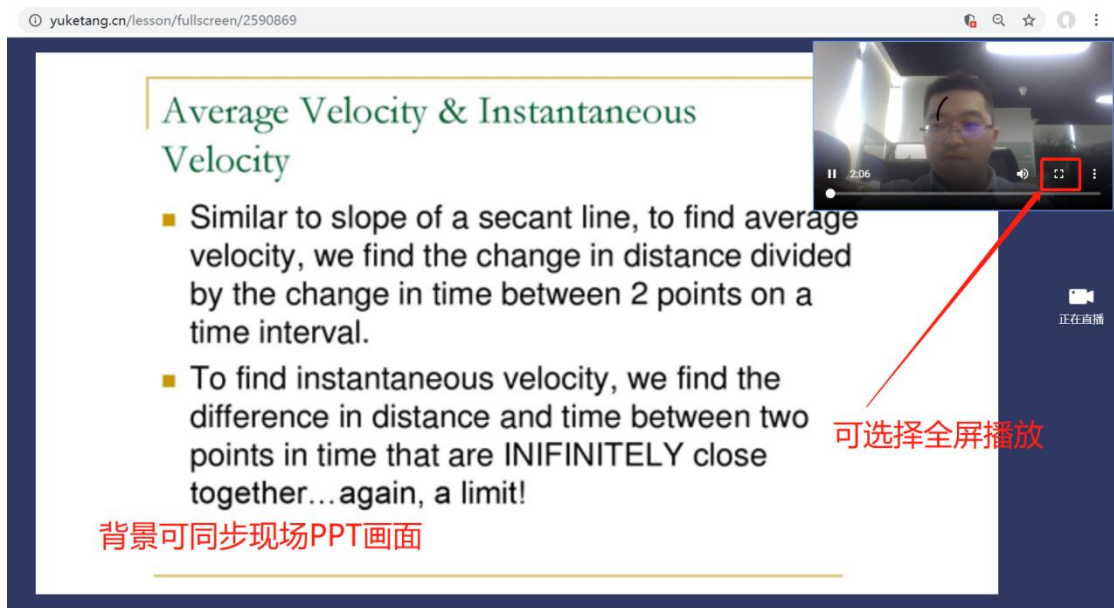 yuketang.cn/lesson/fullscreen/2590869
Average Velocity & Instantaneous
Velocity
2:06
Similar to slope of a secant line, to find average
velocity, we find the change in distance divided
by the change in time between 2 points on a
time interval.
正在直播
To find instantaneous velocity, we find the
difference in distance and time between two
points in time that are INIFINITELY close
together...again, a limit!
可选择全屏播放
背景可同步现场PPT画面